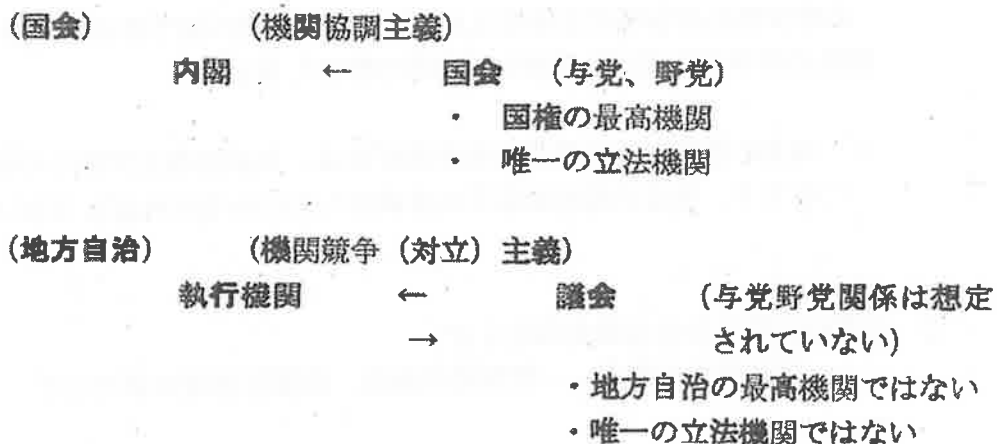 (国会)　(機関協調主義)
内閣　←　国会　(与党、野党)
・　国権の最高機関
・　唯一の立法機関
(地方自治)　(機関競争（対立）主義)
執行機関　←　議会　(与党野党関係は想定
→　されていない)
・地方自治の最高機関ではない
・唯一の立法機関ではない